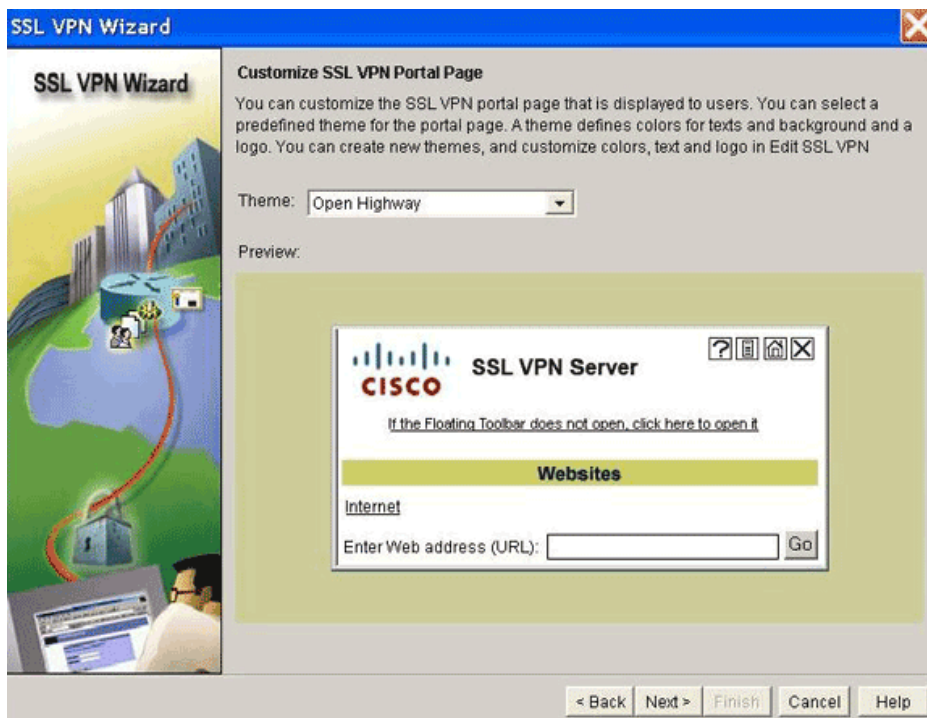 SSL VPN Wizard
SSL VPN Wizard
Customize SSL VPN Portal Page
You can customize the SSL VPN portal page that is displayed to users. You can select a
predefined theme for the portal page. A theme defines colors for texts and background and a
logo. You can create new themes, and customize colors, text and logo in Edit SSL VPN
Theme: Open Highway
Preview:
CISCO
SSL VPN Server
If the Floating Toolbar does not open, click here to open it
Websites
Internet
Enter Web address (URL): Go
< Back Next > Finish Cancel Help